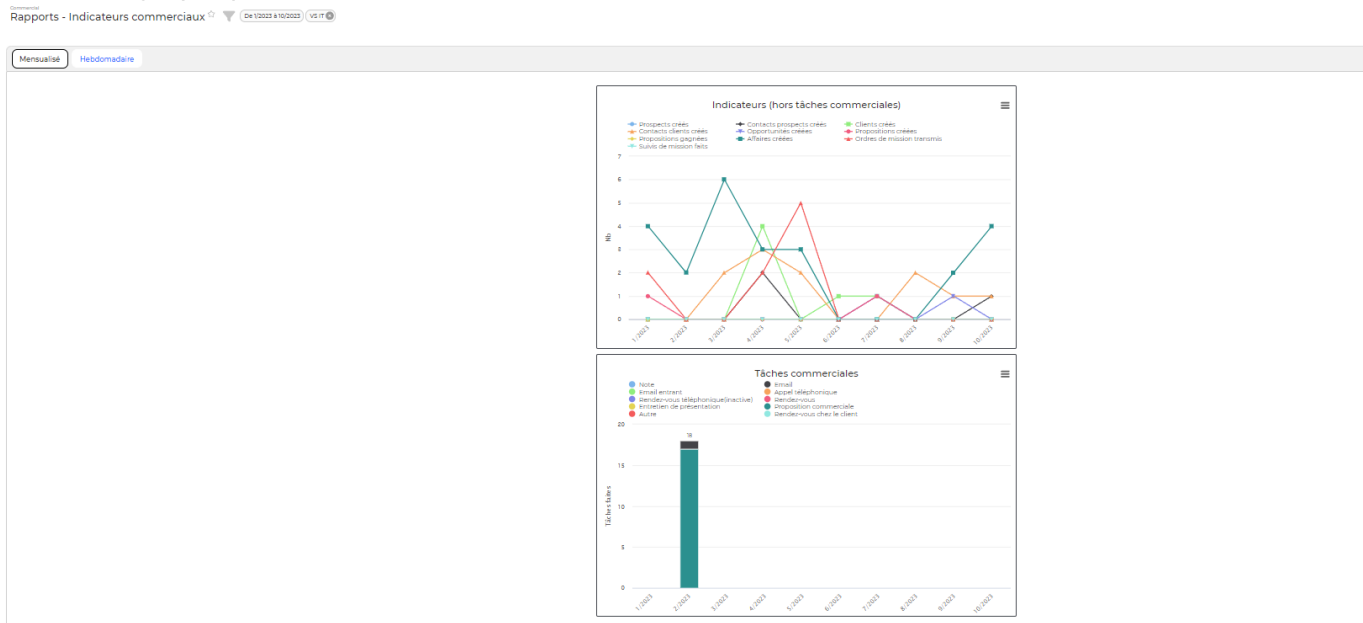 Commercial
Rapports - Indicateurs commerciaux De 1/2023 à 10/2023 VS IT
Mensualisé Hebdomadaire
Indicateurs (hors tâches commerciales)
Prospects créés Contacts prospects créés Clients créés
Contacts clients créés Opportunités créées Propositions créées
Propositions gagnées Affaires créées Ordres de mission transmis
Suivis de mission faits
7
6
5
4
3
2
1
0
Nb
1/2023 2/2023 3/2023 4/2023 5/2023 6/2023 7/2023 8/2023 9/2023 10/2023
Tâches commerciales
Note Email
Email entrant Appel téléphonique
Rendez-vous téléphonique(inactive) Rendez-vous
Entretien de présentation Proposition commerciale
Autre Rendez-vous chez le client
20
18
15
10
5
0
Tâches faites
1/2023 2/2023 3/2023 4/2023 5/2023 6/2023 7/2023 8/2023 9/2023 10/2023